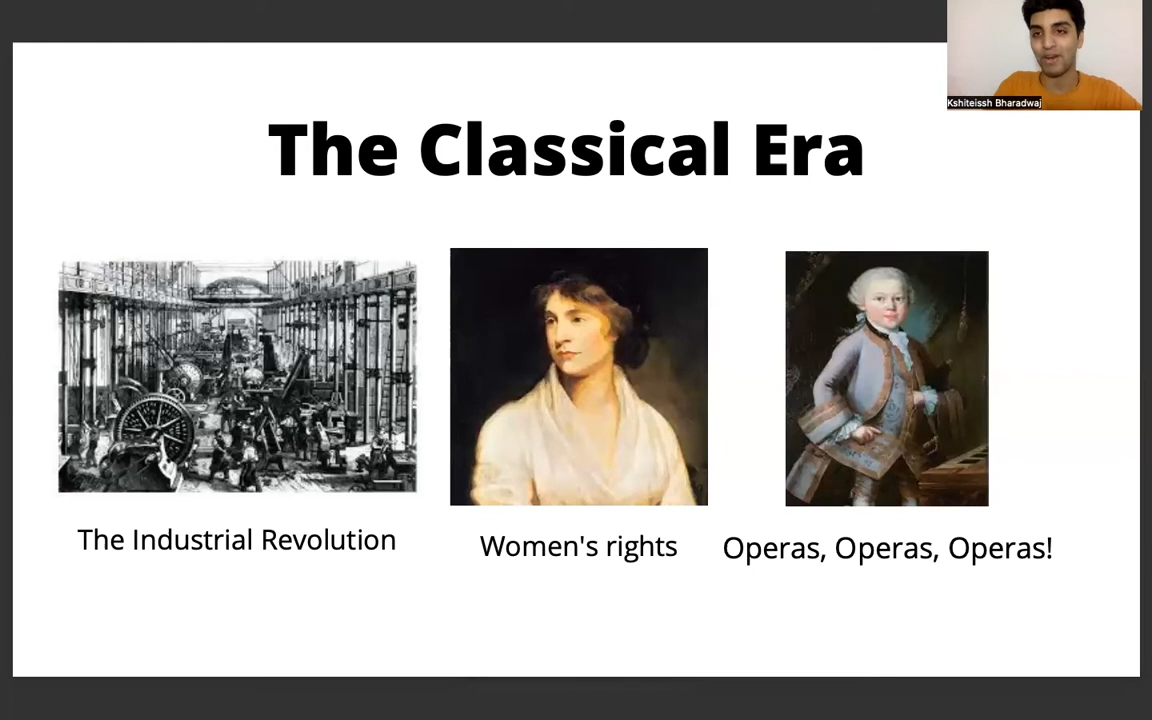 Kshiteissh Bharadwaj
The Classical Era
The Industrial Revolution
Women's rights
Operas, Operas, Operas!